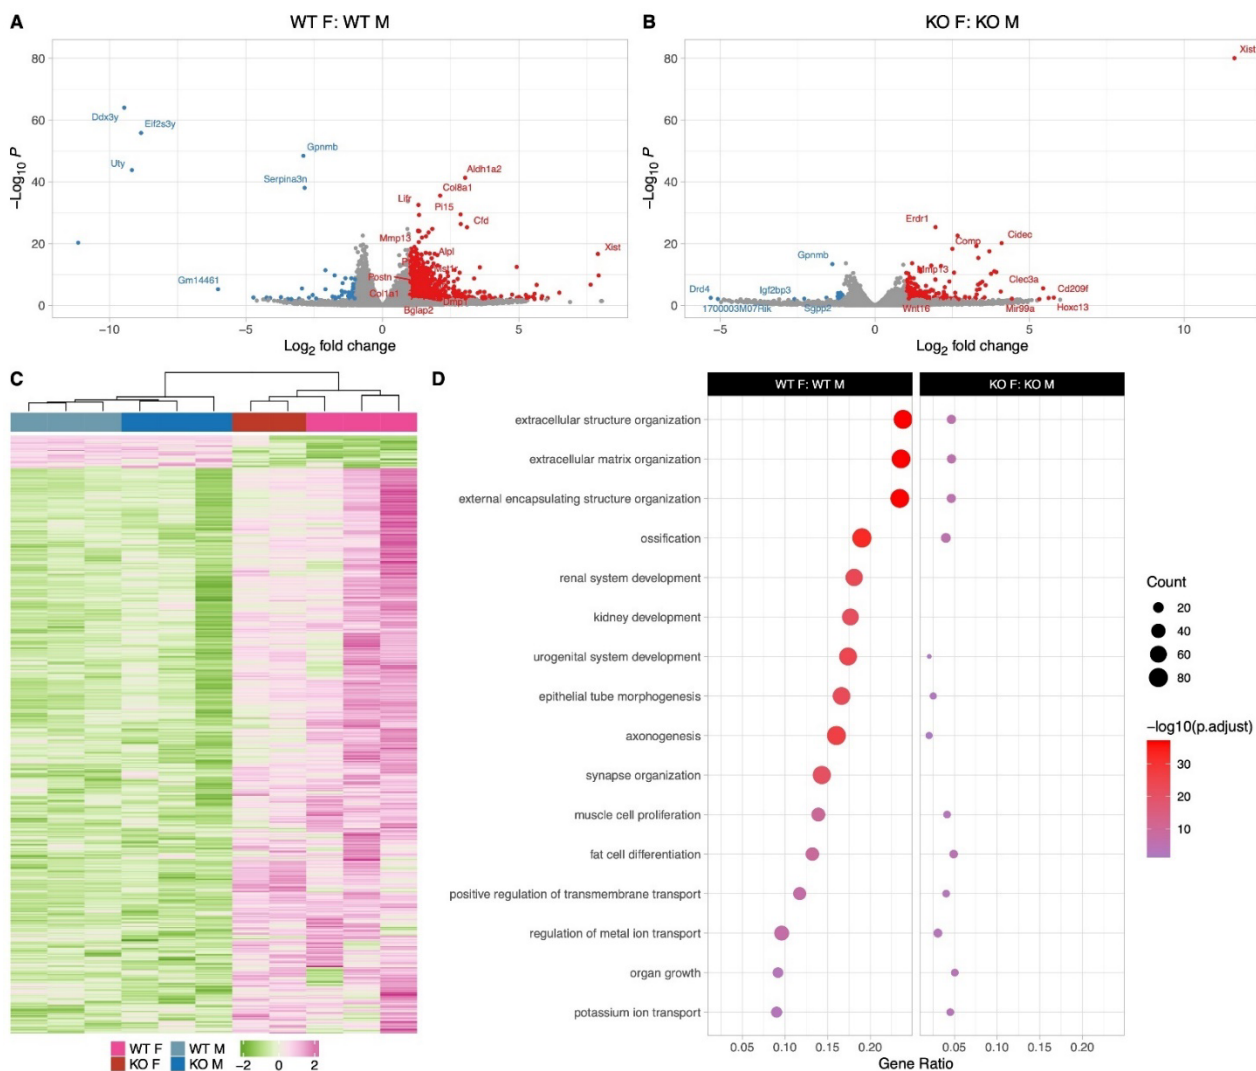 A
WT F: WT M
80
60
40
20
0
−Log10 P
Ddx3y
Eif2s3y
Uty
Gpnmb
Serpina3n
Aldh1a2
Col8a1
Lifr
Pi15
Cfd
Mmp13
Alpl
Xist
Postn
Gm14461
Col1a1
Bglap2
−10
−5
0
5
Log2 fold change
B
KO F: KO M
80
60
40
20
0
−Log10 P
Xist
Erdr1
Comp
Cidec
Gpnmb
Mmp13
Clec3a
Drd4
Igf2bp3
Cd209f
1700003M07Rik
Sgpp2
Wnt16
Mir99a
Hoxc13
−5
0
5
10
Log2 fold change
C
WT F
WT M
KO F
KO M
−2
0
2
D
WT F: WT M
KO F: KO M
extracellular structure organization
extracellular matrix organization
external encapsulating structure organization
ossification
renal system development
kidney development
urogenital system development
epithelial tube morphogenesis
axonogenesis
synapse organization
muscle cell proliferation
fat cell differentiation
positive regulation of transmembrane transport
regulation of metal ion transport
organ growth
potassium ion transport
0.05 0.10 0.15 0.20
0.05 0.10 0.15 0.20
Gene Ratio
Count
20
40
60
80
−log10(p.adjust)
30
20
10